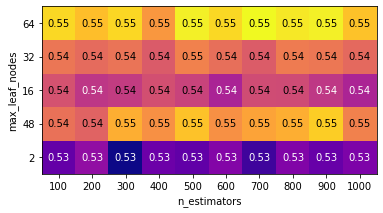 64 0.55 0.55 0.55 0.55 0.55 0.55 0.55 0.55 0.55 0.55
32 0.54 0.54 0.54 0.54 0.55 0.54 0.54 0.54 0.54 0.54
16 0.54 0.54 0.54 0.54 0.54 0.54 0.54 0.54 0.54 0.54
48 0.54 0.54 0.55 0.55 0.55 0.55 0.55 0.55 0.55 0.55
2 0.53 0.53 0.53 0.53 0.53 0.53 0.53 0.53 0.53 0.53
100 200 300 400 500 600 700 800 900 1000
n_estimators
max_leaf_nodes